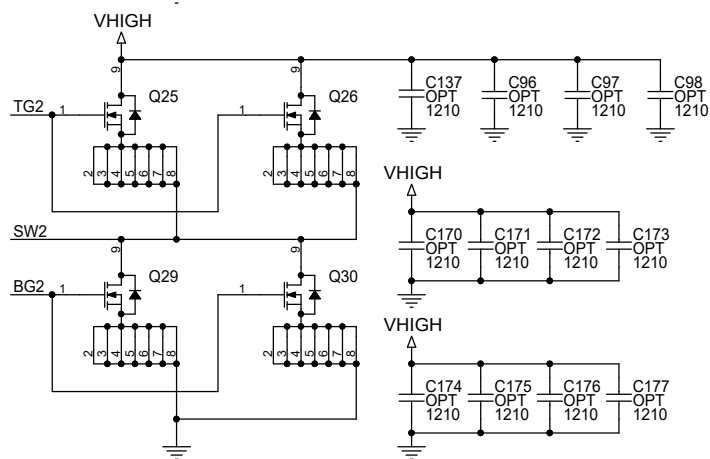 VHIGH
9 9
TG2 1 Q25 1 Q26
C137 OPT 1210
C96 OPT 1210
C97 OPT 1210
C98 OPT 1210
2 3 4 5 6 7 8
2 3 4 5 6 7 8
VHIGH
C170 OPT 1210
C171 OPT 1210
C172 OPT 1210
C173 OPT 1210
SW2
9 9
BG2 1 Q29 1 Q30
2 3 4 5 6 7 8
2 3 4 5 6 7 8
VHIGH
C174 OPT 1210
C175 OPT 1210
C176 OPT 1210
C177 OPT 1210